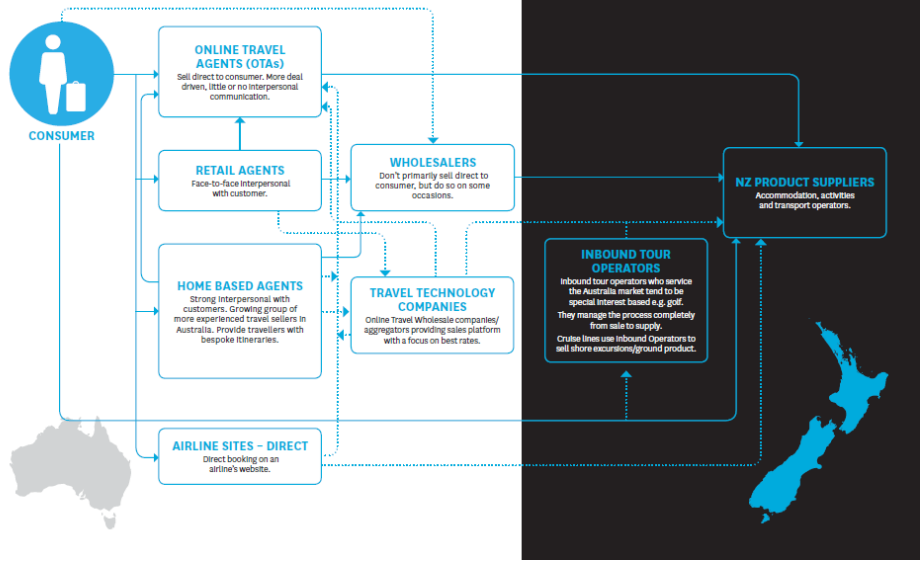 CONSUMER
ONLINE TRAVEL
AGENTS (OTAs)
Sell direct to consumer. More deal
driven, little or no interpersonal
communication.
RETAIL AGENTS
Face-to-face interpersonal
with customer.
WHOLESALERS
Don't primarily sell direct to
consumer, but do so on some
occasions.
NZ PRODUCT SUPPLIERS
Accommodation, activities
and transport operators.
HOME BASED AGENTS
Strong interpersonal with
customers. Growing group of
more experienced travel sellers in
Australia. Provide travellers with
bespoke itineraries.
TRAVEL TECHNOLOGY
COMPANIES
Online Travel Wholesale companies/
aggregators providing sales platform
with a focus on best rates.
INBOUND TOUR
OPERATORS
Inbound tour operators who service
the Australia market tend to be
special interest based e.g. golf.
They manage the process completely
from sale to supply.
Cruise lines use Inbound Operators to
sell shore excursions/ground product.
AIRLINE SITES – DIRECT
Direct booking on an
airline's website.